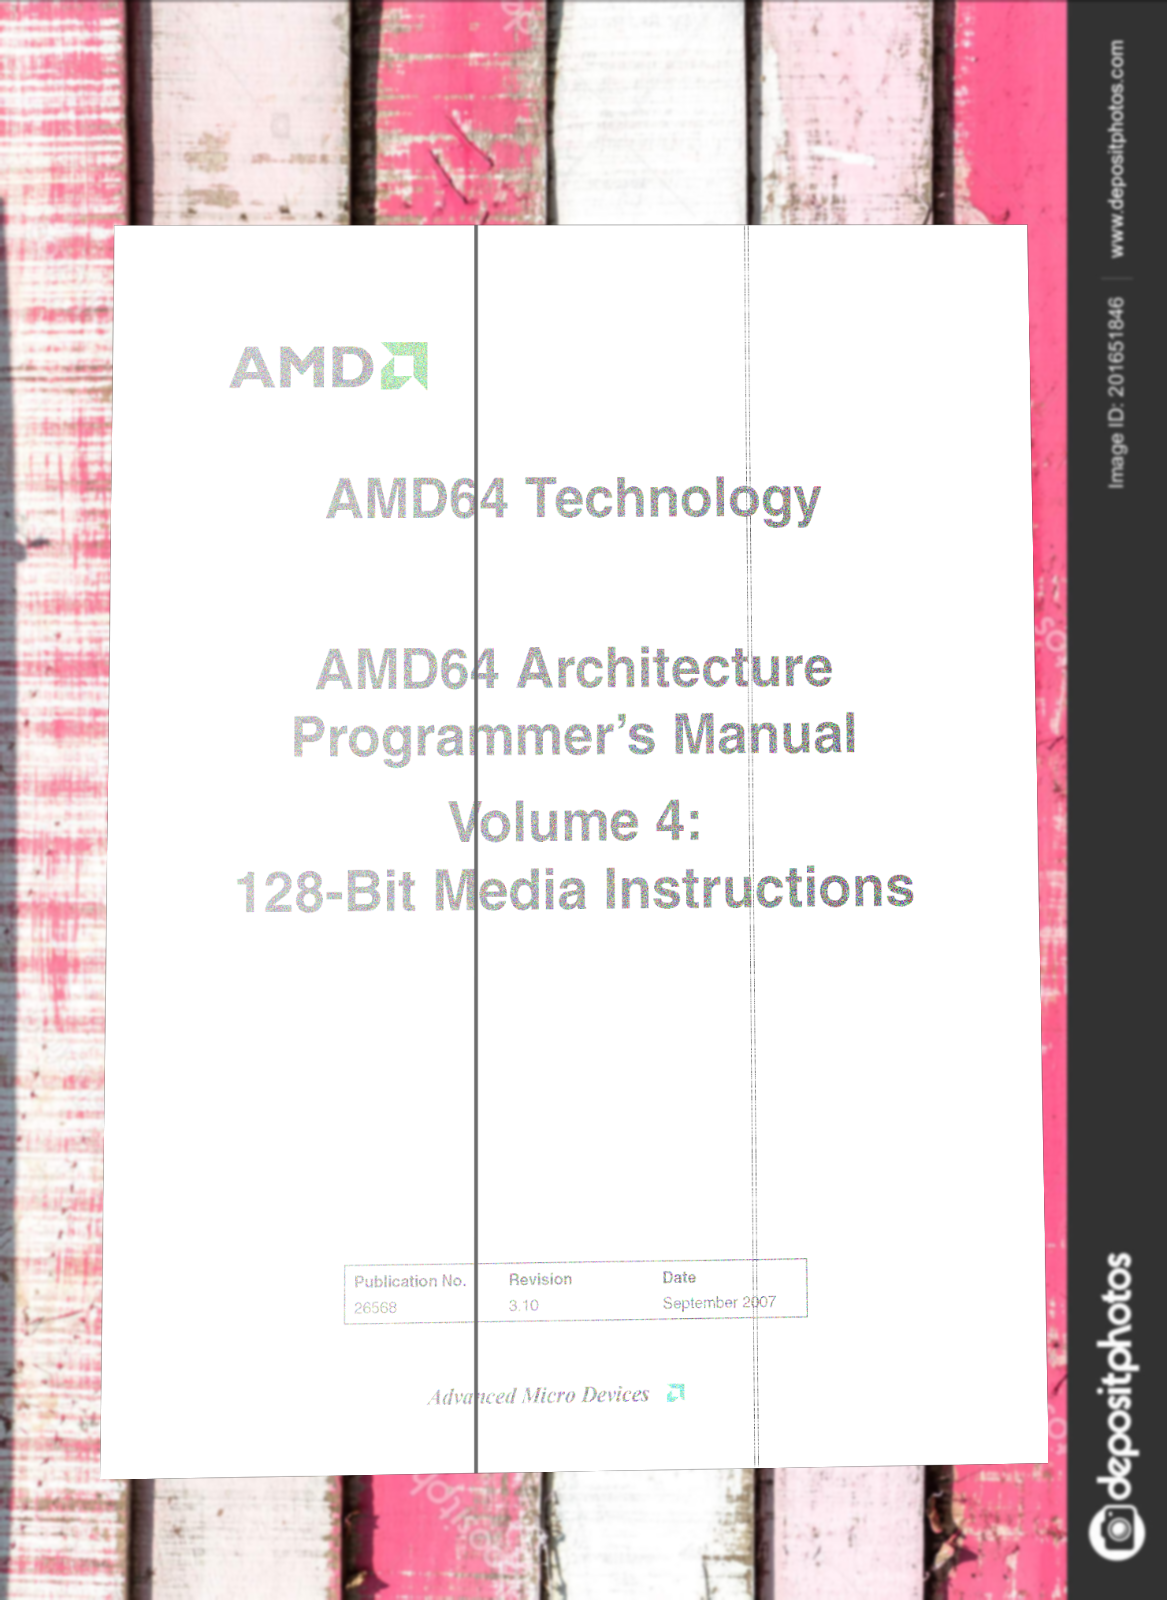 AMD
AMD64 Technology
AMD64 Architecture
Programmer's Manual
Volume 4:
128-Bit Media Instructions
Publication No. Revision Date
26568 3.10 September 2007
Advanced Micro Devices
Image ID: 201651846 www.depositphotos.com
depositphotos